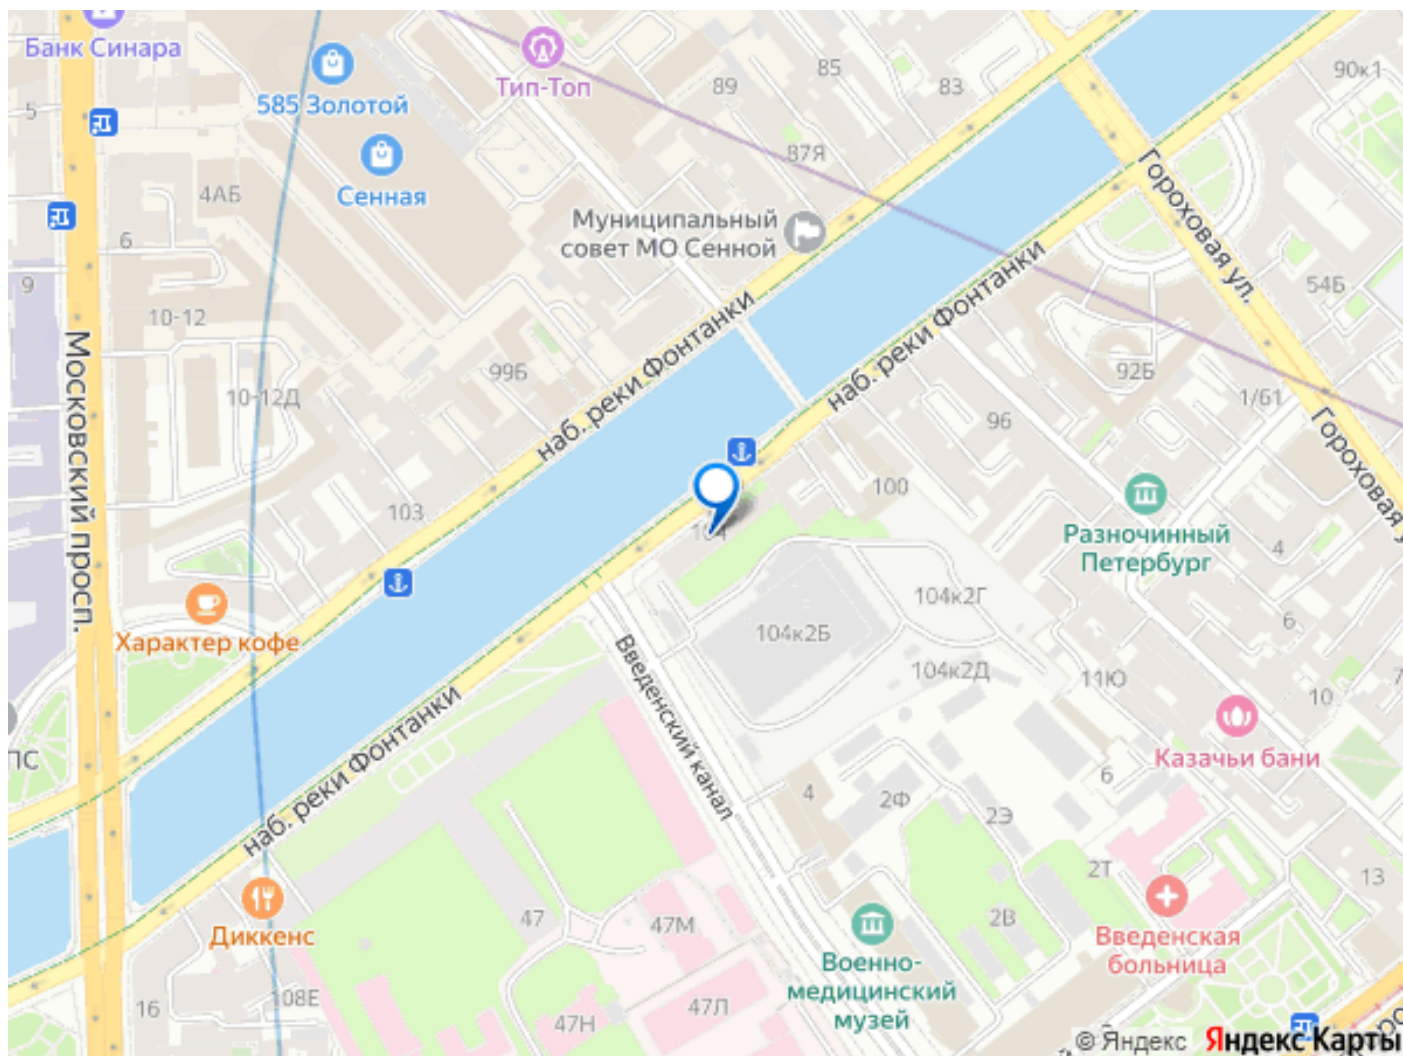 Банк Синара
585 Золотой
Тип-Топ
89
85
83
90к1
5
87Я
Сенная
4АБ
Муниципальный
совет МО Сенной
6
9
10-12
Гороховая ул.
54Б
Московский просп.
99Б
10-12Д
наб. реки Фонтанки
наб. реки Фонтанки
92Б
1/61
96
Гороховая у
103
100
104
Разночинный
Петербург
4
Характер кофе
104к2Г
104к2Б
6
Введенский канал
104к2Д
11Ю
10
7
ПС
Казачьи бани
наб. реки Фонтанки
4
2Ф
2Э
6
2Т
13
Диккенс
47
47М
2В
Введенская
больница
Военно-
медицинский
музей
16
108Е
47Н
47Л
© Яндекс Яндекс Карты